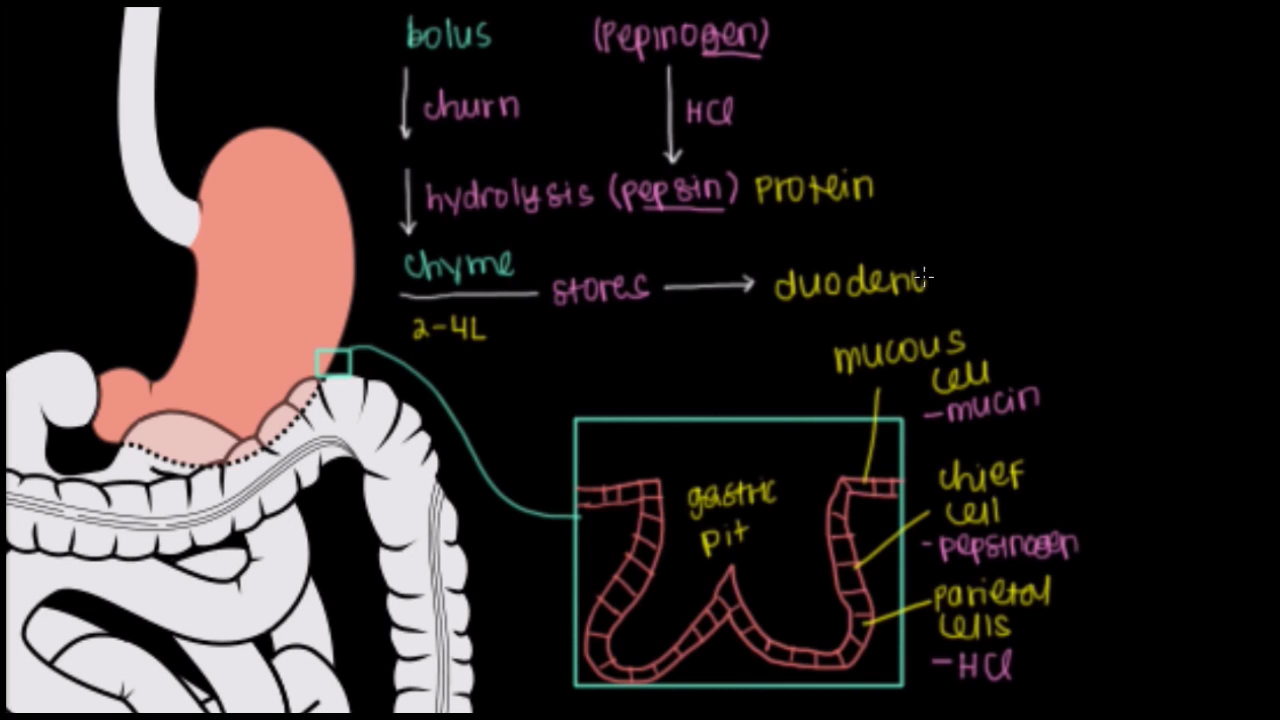 bolus
(Pepinogen)
churn
HCl
hydrolysis (pepsin) protein
chyme
stores
duodenu
2-4L
mucous
cell
-mucin
gastric
pit
chief
cell
-pepsinogen
parietal
cells
-HCl